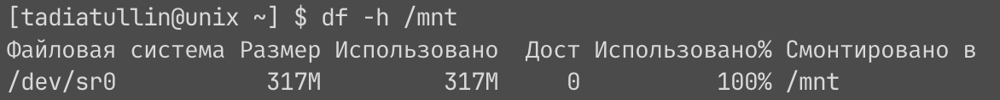 [tadiatullin@unix ~] $ df -h /mnt
Файловая система Размер Использовано  Дост Использовано% Смонтировано в
/dev/sr0           317M         317M     0          100% /mnt